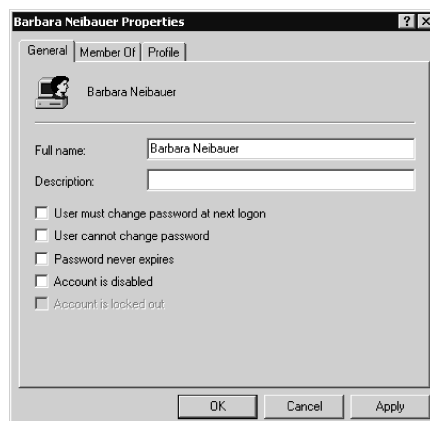 Barbara Neibauer Properties
General Member Of Profile
Barbara Neibauer
Full name: Barbara Neibauer
Description:
User must change password at next logon
User cannot change password
Password never expires
Account is disabled
Account is locked out
OK Cancel Apply